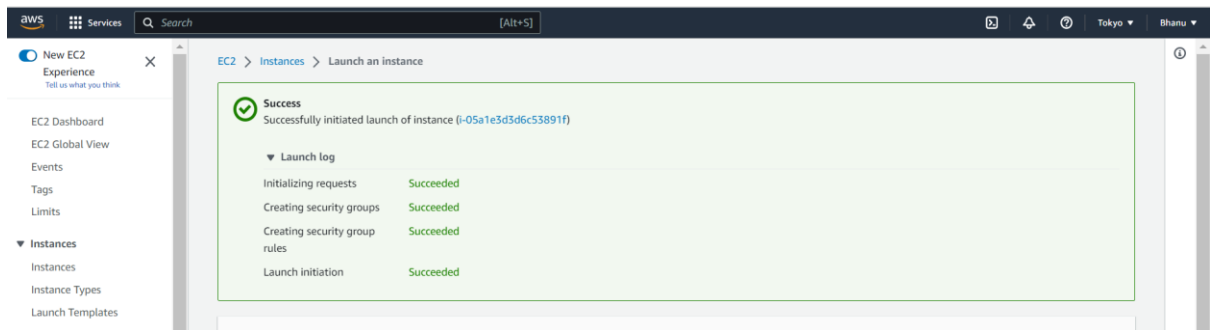 aws Services Search [Alt+S] Tokyo ▼ Bhanu ▼
New EC2
Experience
Tell us what you think
EC2 Dashboard
EC2 Global View
Events
Tags
Limits
▼ Instances
Instances
Instance Types
Launch Templates
EC2 > Instances > Launch an instance
Success
Successfully initiated launch of instance (i-05a1e3d3d6c53891f)
▼ Launch log
Initializing requests Succeeded
Creating security groups Succeeded
Creating security group Succeeded
rules
Launch initiation Succeeded